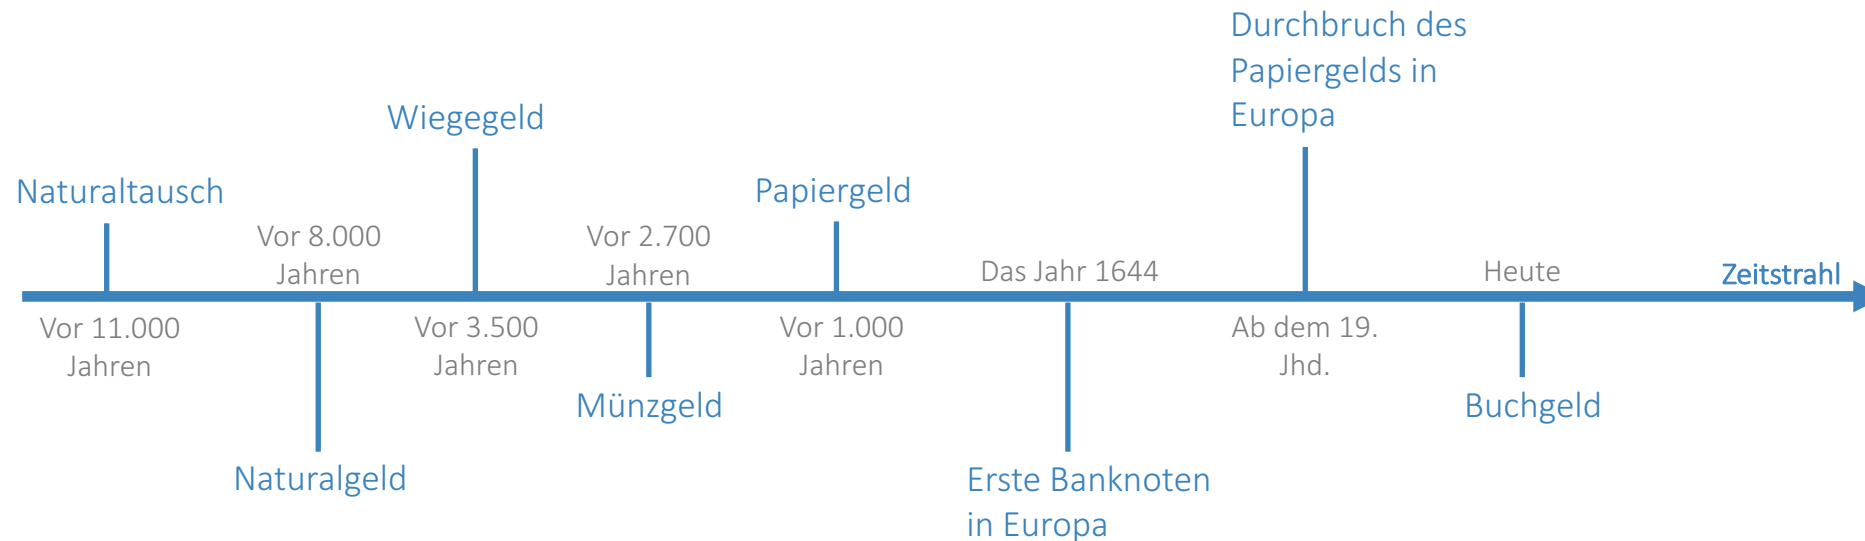 Naturaltausch
Vor 11.000
Jahren
Vor 8.000
Jahren
Naturalgeld
Wiegegeld
Vor 3.500
Jahren
Vor 2.700
Jahren
Münzgeld
Papiergeld
Vor 1.000
Jahren
Das Jahr 1644
Erste Banknoten
in Europa
Durchbruch des
Papiergelds in
Europa
Ab dem 19.
Jhd.
Heute
Buchgeld
Zeitstrahl